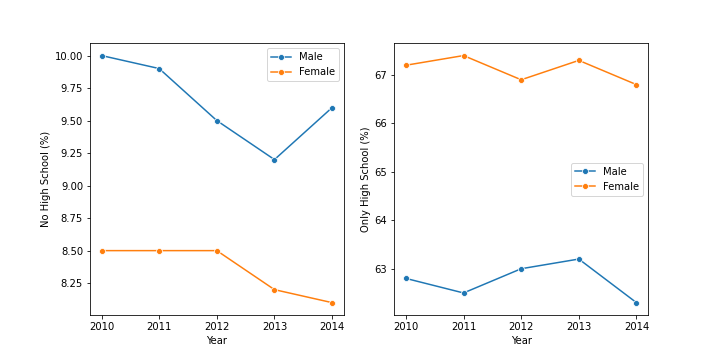 No High School (%)
10.00
9.75
9.50
9.25
9.00
8.75
8.50
8.25
2010 2011 2012 2013 2014
Year
Male
Female
Only High School (%)
67
66
65
64
63
2010 2011 2012 2013 2014
Year
Male
Female